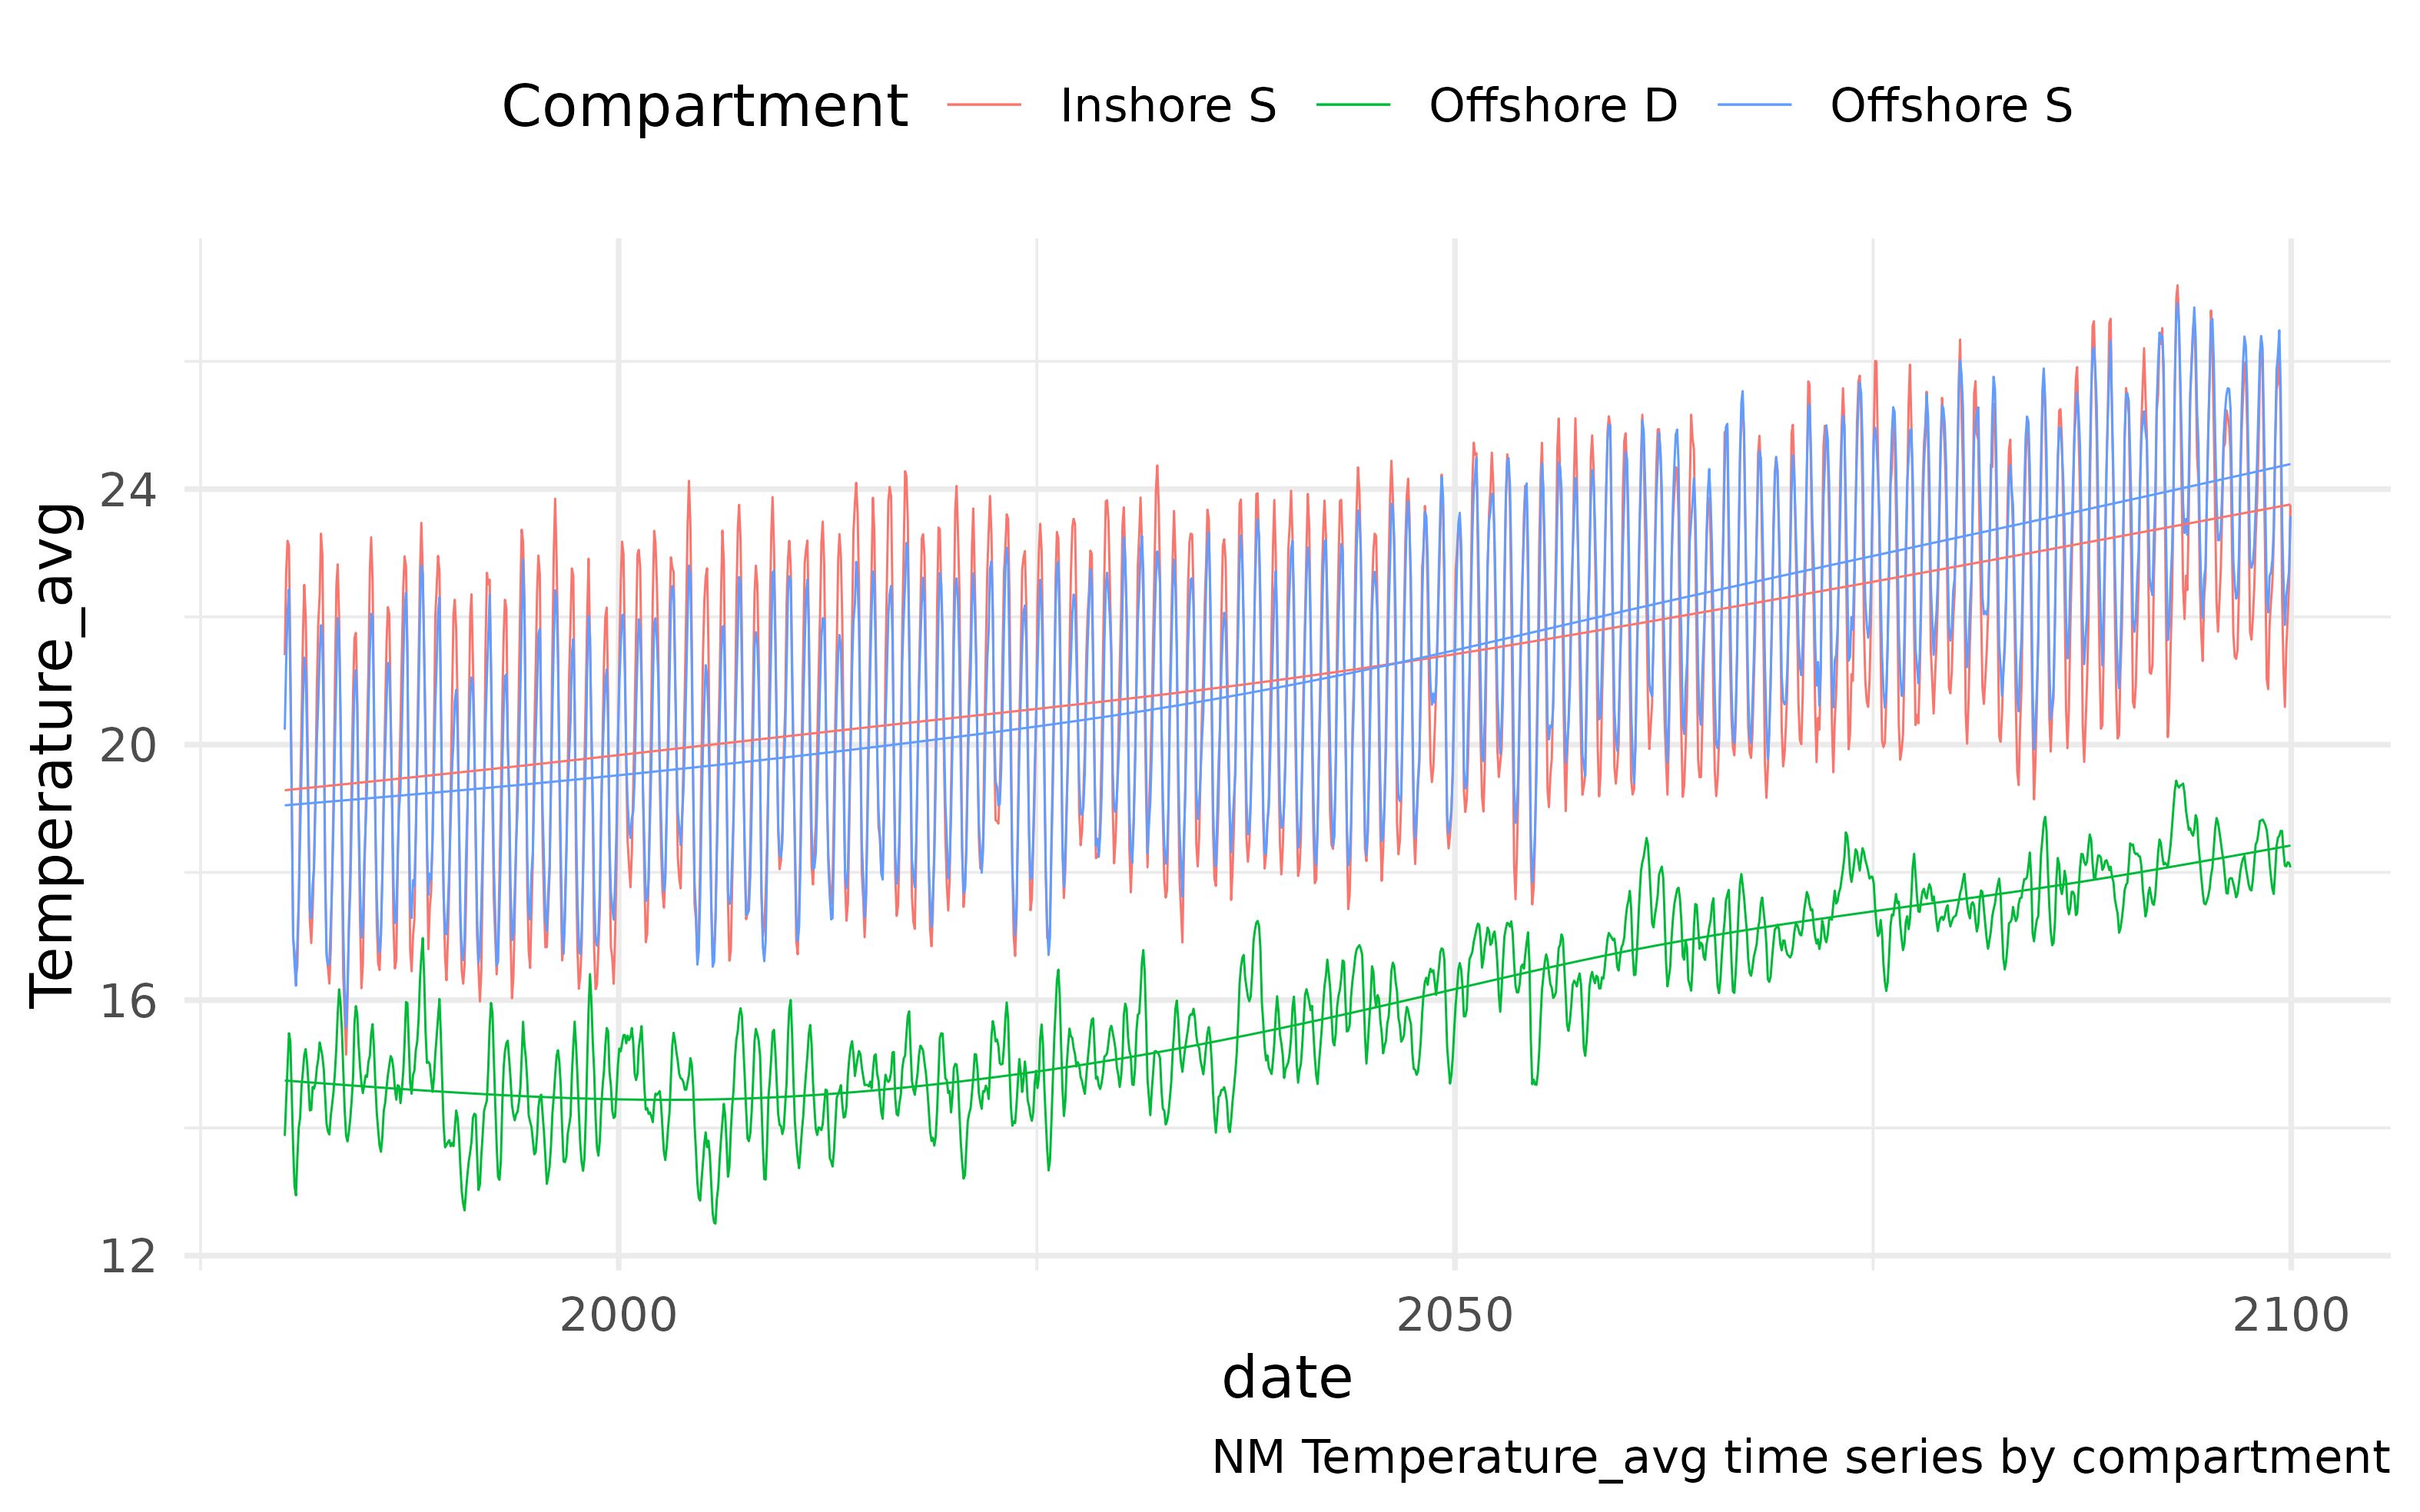 Compartment Inshore S Offshore D Offshore S
Temperature_avg
24
20
16
12
2000 2050 2100
date
NM Temperature_avg time series by compartment